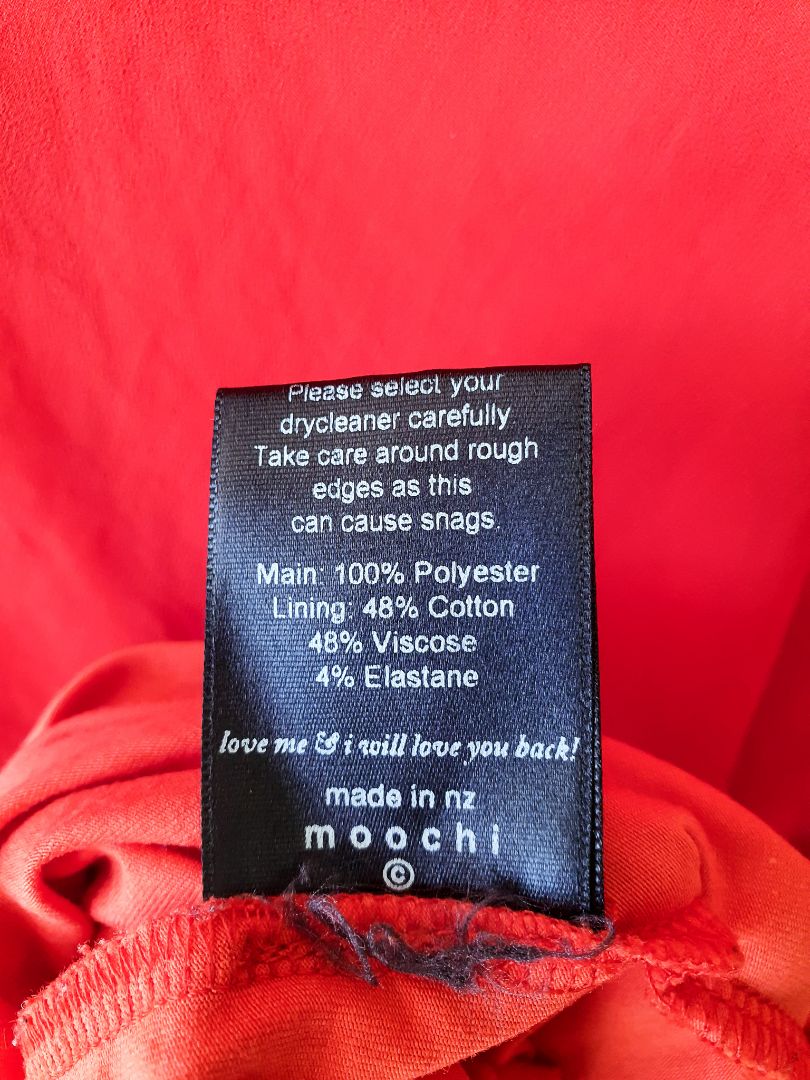 Please select your
drycleaner carefully
Take care around rough
edges as this
can cause snags.
Main: 100% Polyester
Lining: 48% Cotton
48% Viscose
4% Elastane
love me & i will love you back!
made in nz
moochi
©